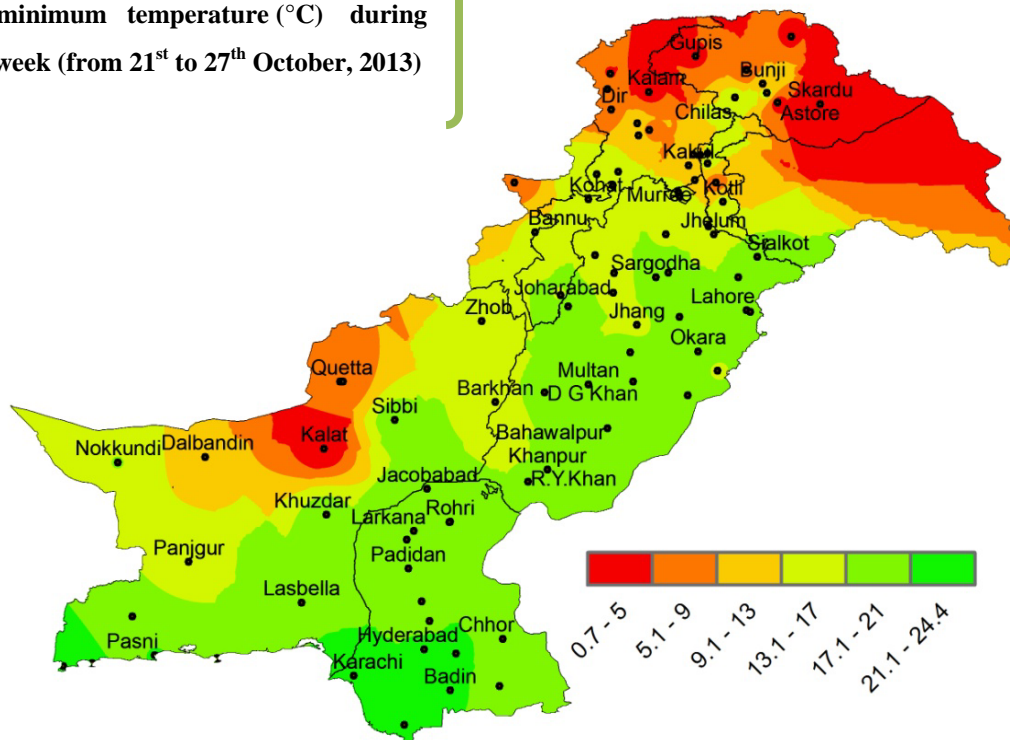 minimum temperature (°C) during
week (from 21st to 27th October, 2013)
Gupis
Bunji
Kalam
Skardu
Dir
Astore
Chilas
Kohat
Kotli
Murree
Bannu
Jhelum
Sialkot
Sargodha
Joharabad
Lahore
Zhob
Jhang
Okara
Quetta
Multan
Barkhan
D G Khan
Sibbi
Kalat
Bahawalpur
Dalbandin
Nokkundi
Khanpur
Jacobabad
R.Y.Khan
Khuzdar
Rohri
Larkana
Panjgur
Padidan
Lasbella
Chhor
Hyderabad
Pasni
Karachi
Badin
0.7 - 5
5.1 - 9
9.1 - 13
13.1 - 17
17.1 - 21
21.1 - 24.4